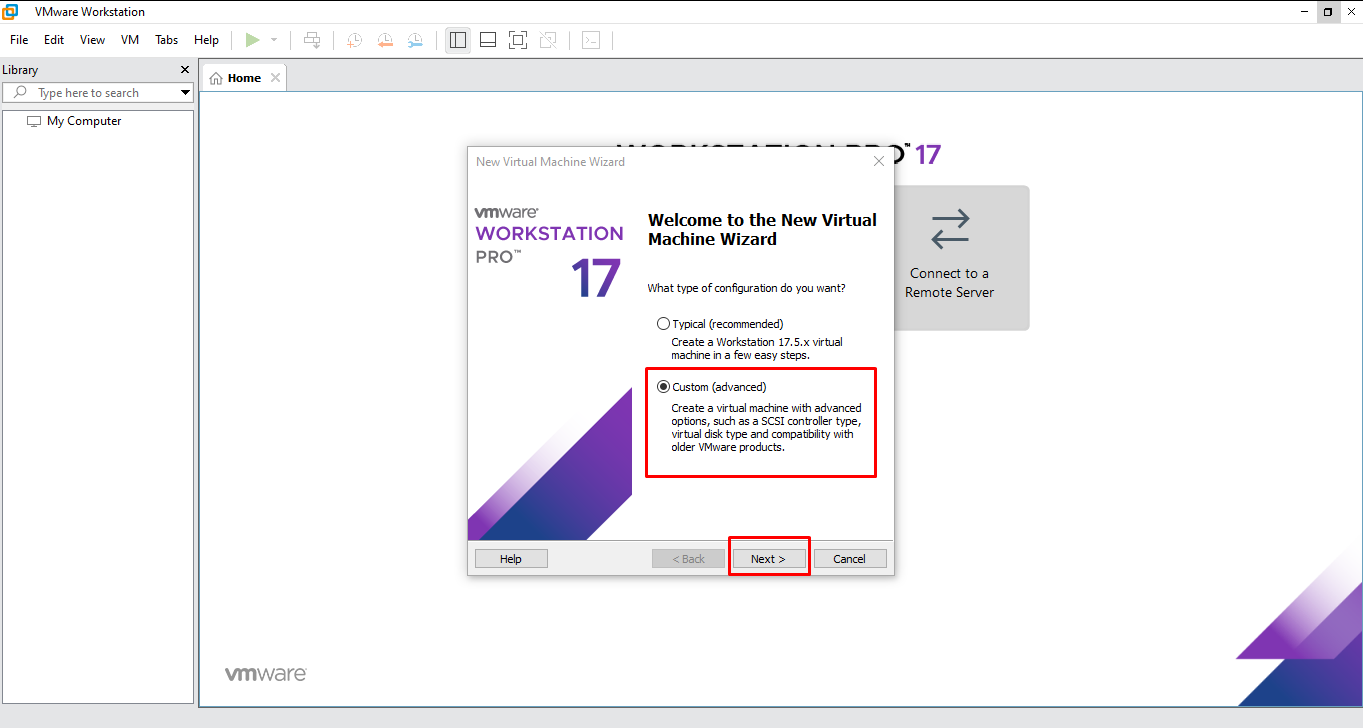 VMware Workstation
File Edit View VM Tabs Help
Library
Type here to search
My Computer
Home
WORKSTATION PRO™ 17
Connect to a
Remote Server
New Virtual Machine Wizard
vmware®
WORKSTATION
PRO™
17
Welcome to the New Virtual
Machine Wizard
What type of configuration do you want?
Typical (recommended)
Create a Workstation 17.5.x virtual
machine in a few easy steps.
Custom (advanced)
Create a virtual machine with advanced
options, such as a SCSI controller type,
virtual disk type and compatibility with
older VMware products.
Help
< Back
Next >
Cancel
vmware®